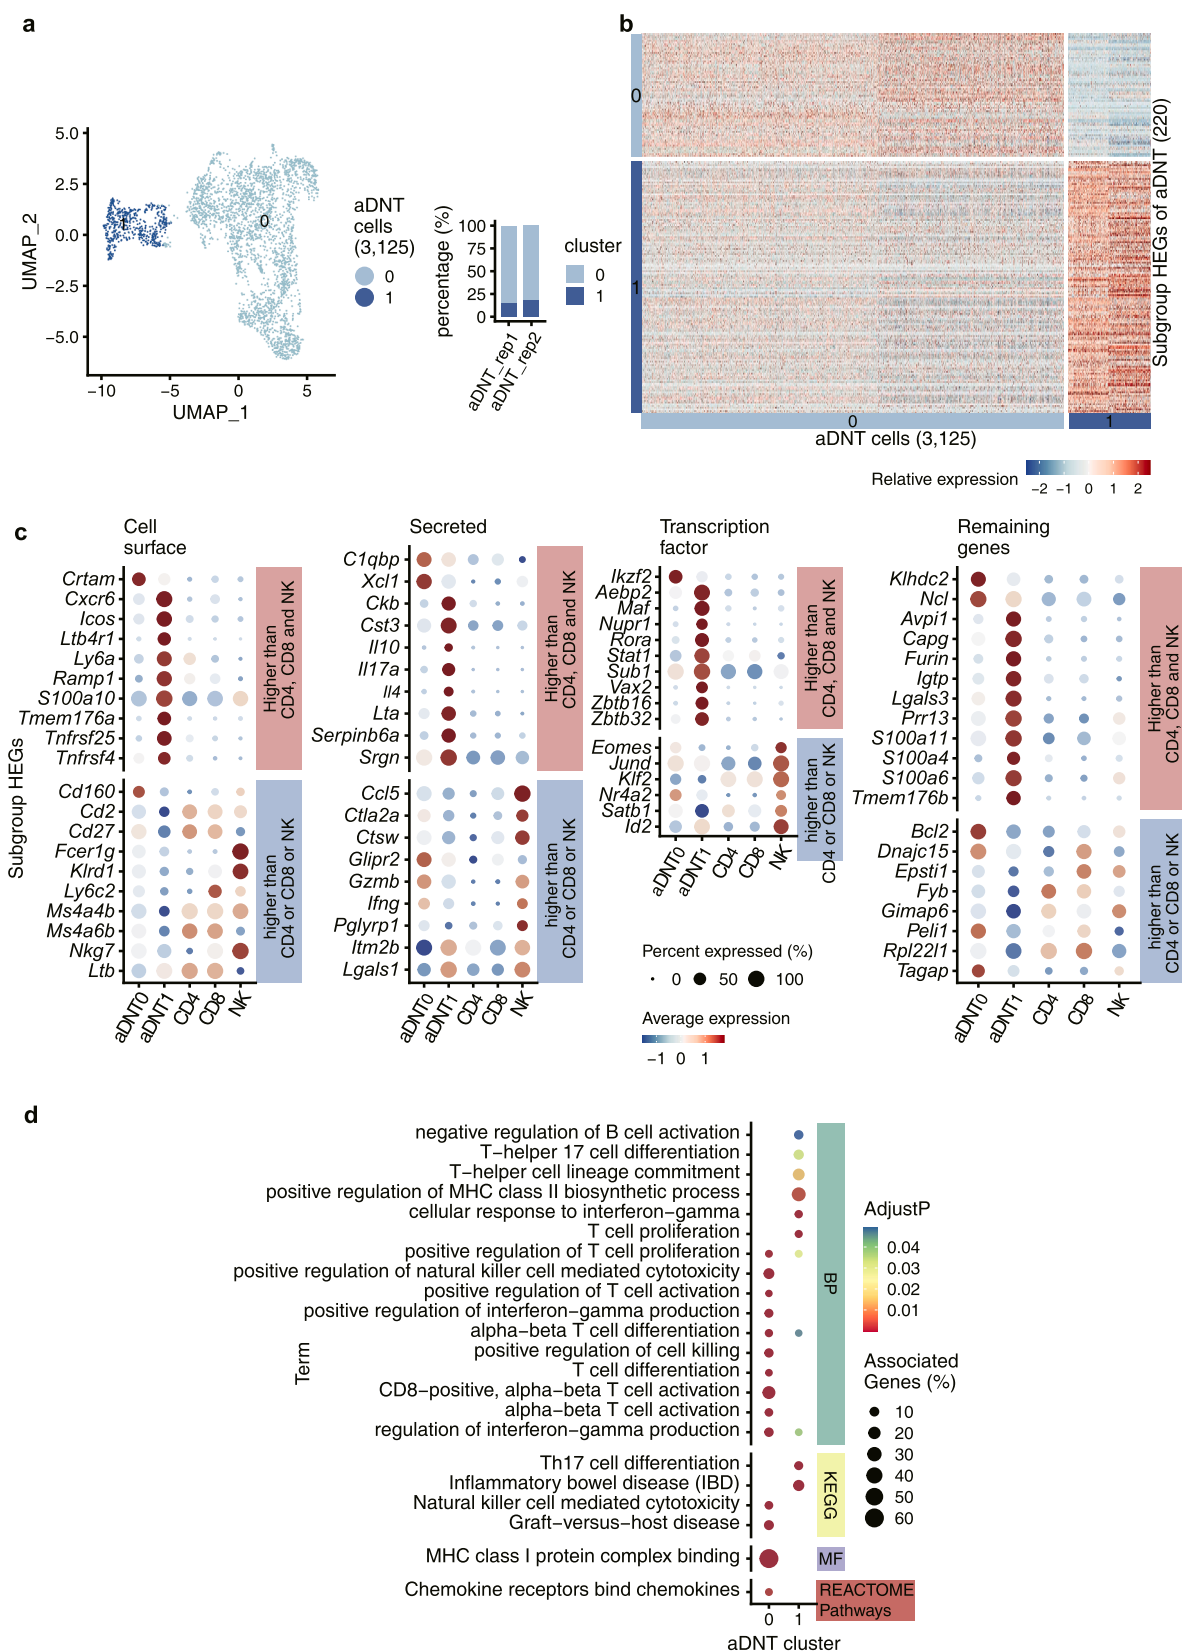 a
5.0
2.5
0.0
−2.5
−5.0
UMAP_2
−10
−5
0
5
UMAP_1
1
0
aDNT
cells
(3,125)
0
1
percentage (%)
100
75
50
25
0
aDNT_rep1
aDNT_rep2
cluster
0
1
b
0
1
0
1
aDNT cells (3,125)
Subgroup HEGs of aDNT (220)
Relative expression
−2 −1 0 1 2
c
Subgroup HEGs
Cell
surface
Crtam
Cxcr6
Icos
Ltb4r1
Ly6a
Ramp1
S100a10
Tmem176a
Tnfrsf25
Tnfrsf4
Higher than
CD4, CD8 and NK
Cd160
Cd2
Cd27
Fcer1g
Klrd1
Ly6c2
Ms4a4b
Ms4a6b
Nkg7
Ltb
higher than
CD4 or CD8 or NK
aDNT0
aDNT1
CD4
CD8
NK
Secreted
C1qbp
Xcl1
Ckb
Cst3
Il10
Il17a
Il4
Lta
Serpinb6a
Srgn
Higher than
CD4, CD8 and NK
Ccl5
Ctla2a
Ctsw
Glipr2
Gzmb
Ifng
Pglyrp1
Itm2b
Lgals1
higher than
CD4 or CD8 or NK
aDNT0
aDNT1
CD4
CD8
NK
Transcription
factor
Ikzf2
Aebp2
Maf
Nupr1
Rora
Stat1
Sub1
Vax2
Zbtb16
Zbtb32
Higher than
CD4, CD8 and NK
Eomes
Jund
Klf2
Nr4a2
Satb1
Id2
higher than
CD4 or CD8 or NK
aDNT0
aDNT1
CD4
CD8
NK
Percent expressed (%)
0 50 100
Average expression
−1 0 1
Remaining
genes
Klhdc2
Ncl
Avpi1
Capg
Furin
Igtp
Lgals3
Prr13
S100a11
S100a4
S100a6
Tmem176b
Higher than
CD4, CD8 and NK
Bcl2
Dnajc15
Epsti1
Fyb
Gimap6
Peli1
Rpl22l1
Tagap
higher than
CD4 or CD8 or NK
aDNT0
aDNT1
CD4
CD8
NK
d
Term
negative regulation of B cell activation
T−helper 17 cell differentiation
T−helper cell lineage commitment
positive regulation of MHC class II biosynthetic process
cellular response to interferon−gamma
T cell proliferation
positive regulation of T cell proliferation
positive regulation of natural killer cell mediated cytotoxicity
positive regulation of T cell activation
positive regulation of interferon−gamma production
alpha−beta T cell differentiation
positive regulation of cell killing
T cell differentiation
CD8−positive, alpha−beta T cell activation
alpha−beta T cell activation
regulation of interferon−gamma production
BP
Th17 cell differentiation
Inflammatory bowel disease (IBD)
Natural killer cell mediated cytotoxicity
Graft−versus−host disease
KEGG
MHC class I protein complex binding
MF
Chemokine receptors bind chemokines
REACTOME
Pathways
0 1
aDNT cluster
AdjustP
0.04
0.03
0.02
0.01
Associated
Genes (%)
10
20
30
40
50
60